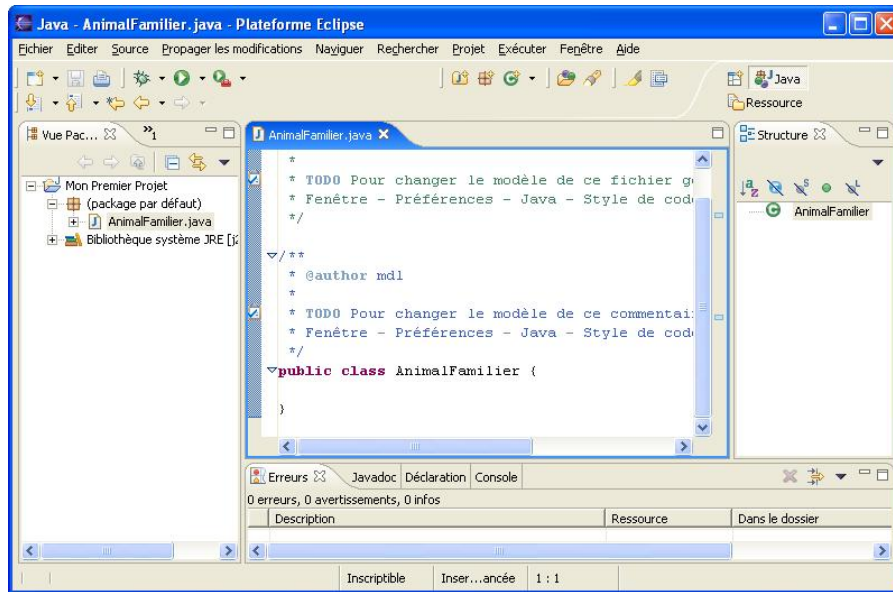 Java - AnimalFamilier.java - Plateforme Eclipse
Fichier Editer Source Propager les modifications Naviguer Rechercher Projet Exécuter Fenêtre Aide
Java
Ressource
Vue Pac...
1
Mon Premier Projet
(package par défaut)
AnimalFamilier.java
Bibliothèque système JRE [j2
AnimalFamilier.java
*
* TODO Pour changer le modèle de ce fichier g
* Fenêtre - Préférences - Java - Style de cod
*/
/**
* @author mdl
*
* TODO Pour changer le modèle de ce commentai
* Fenêtre - Préférences - Java - Style de cod
*/
public class AnimalFamilier {
}
Structure
AnimalFamilier
Erreurs Javadoc Déclaration Console
0 erreurs, 0 avertissements, 0 infos
Description Ressource Dans le dossier
Inscriptible Inser...ancée 1 : 1